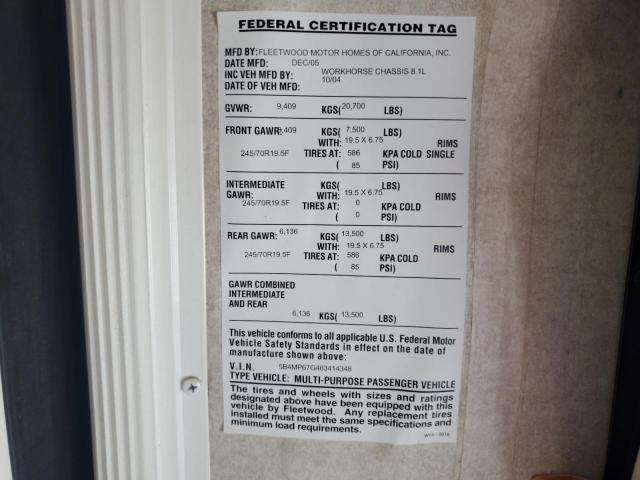 FEDERAL CERTIFICATION TAG
MFD BY: FLEETWOOD MOTOR HOMES OF CALIFORNIA, INC.
DATE MFD: DEC/05
INC VEH MFD BY: WORKHORSE CHASSIS 8.1L
DATE OF VEH MFD: 10/04
GVWR: 9,409 KGS( 20,700 LBS)
FRONT GAWR: ,409 KGS( 7,500 LBS)
WITH: 19.5 X 6.75 RIMS
245/70R19.5F TIRES AT: 586 KPA COLD SINGLE
( 85 PSI)
INTERMEDIATE KGS( LBS)
GAWR: WITH: 19.5 X 6.75 RIMS
245/70R19.5F TIRES AT: 0 KPA COLD
( 0 PSI)
REAR GAWR: 6,136 KGS( 13,500 LBS)
WITH: 19.5 X 6.75 RIMS
245/70R19.5F TIRES AT: 586 KPA COLD
( 85 PSI)
GAWR COMBINED
INTERMEDIATE
AND REAR
6,136 KGS( 13,500 LBS)
This vehicle conforms to all applicable U.S. Federal Motor
Vehicle Safety Standards in effect on the date of
manufacture shown above:
V.I.N. 5B4MP67G463414348
TYPE VEHICLE: MULTI-PURPOSE PASSENGER VEHICLE
The tires and wheels with sizes and ratings
designated above have been equipped with this
vehicle by Fleetwood. Any replacement tires
installed must meet the same specifications and
minimum load requirements.